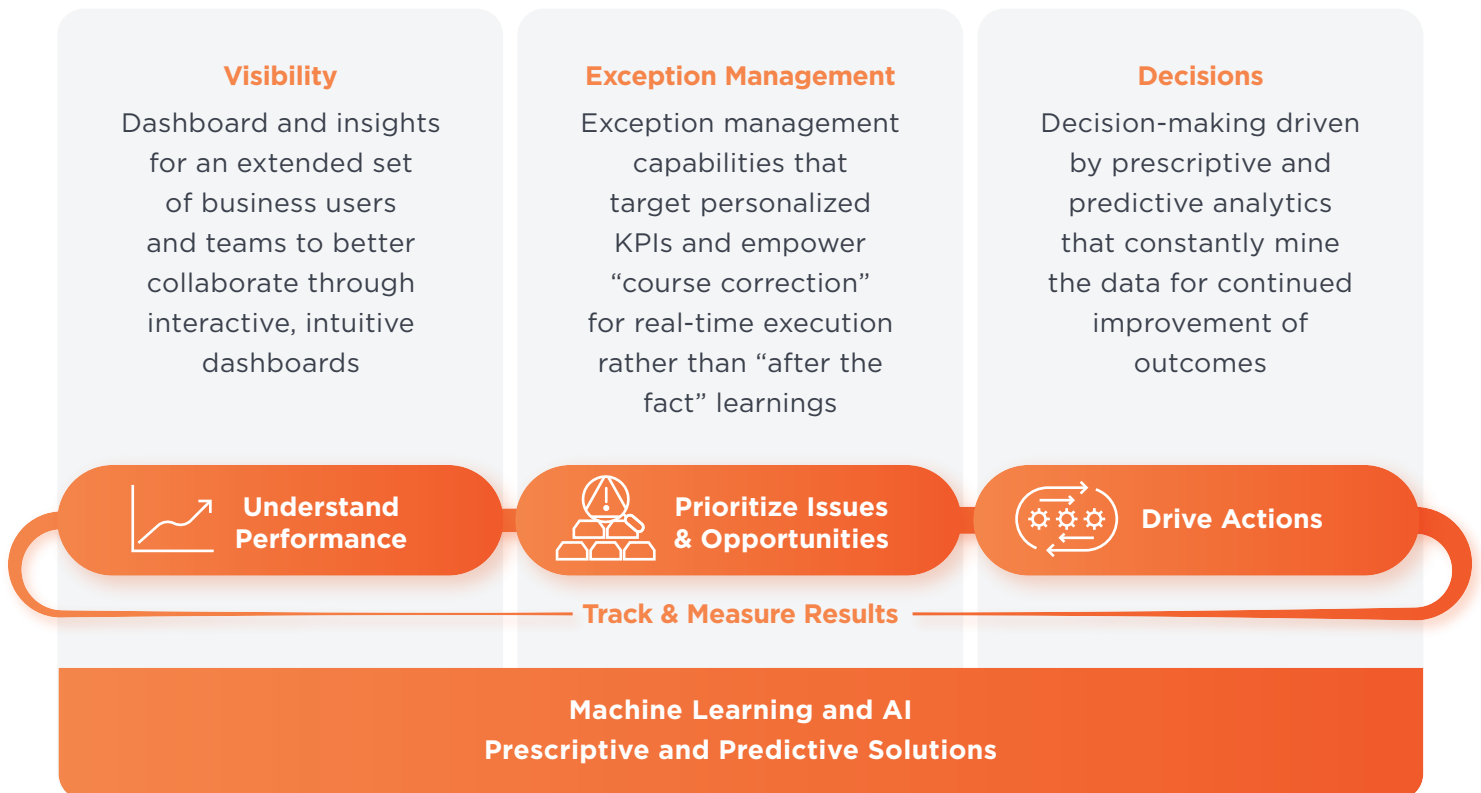 Visibility
Dashboard and insights
for an extended set
of business users
and teams to better
collaborate through
interactive, intuitive
dashboards
Exception Management
Exception management
capabilities that
target personalized
KPIs and empower
“course correction”
for real-time execution
rather than “after the
fact” learnings
Decisions
Decision-making driven
by prescriptive and
predictive analytics
that constantly mine
the data for continued
improvement of
outcomes
Understand
Performance
Prioritize Issues
& Opportunities
Drive Actions
Track & Measure Results
Machine Learning and AI
Prescriptive and Predictive Solutions